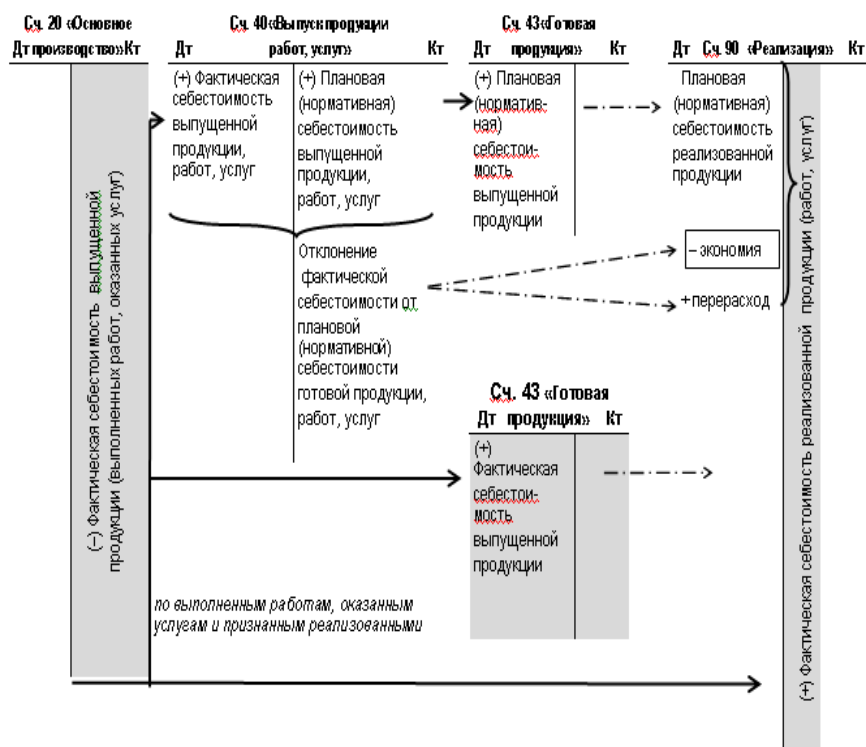 Сч. 20 «Основное
Дт производство» Кт
(–) Фактическая себестоимость выпущенной
продукции (выполненных работ, оказанных услуг)
Сч. 40 «Выпуск продукции
Дт работ, услуг» Кт
(+) Фактическая
себестоимость
выпущенной
продукции,
работ, услуг
(+) Плановая
(нормативная)
себестоимость
выпущенной
продукции,
работ, услуг
Отклонение
фактической
себестоимости от
плановой
(нормативной)
себестоимости
готовой продукции,
работ, услуг
Сч. 43 «Готовая
Дт продукция» Кт
(+) Плановая
(норматив-
ная)
себестои-
мость
выпущенной
продукции
Дт Сч. 90 «Реализация» Кт
Плановая
(нормативная)
себестоимость
реализованной
продукции
– экономия
+ перерасход
(+) Фактическая себестоимость реализованной продукции (работ, услуг)
Сч. 43 «Готовая
Дт продукция» Кт
(+)
Фактическая
себестои-
мость
выпущенной
продукции
по выполненным работам, оказанным
услугам и признанным реализованными